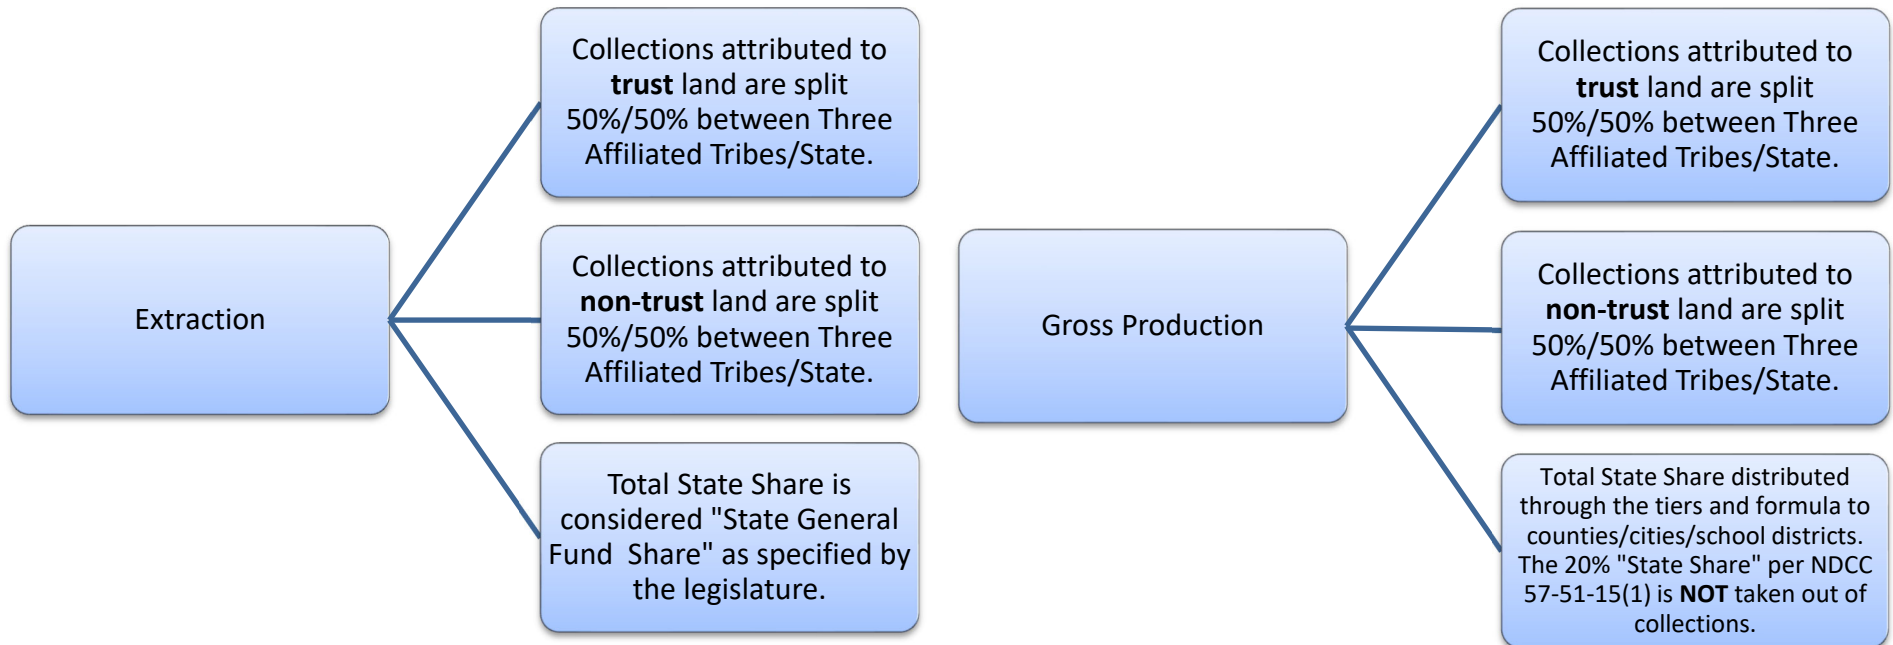 Extraction
Collections attributed to
trust land are split
50%/50% between Three
Affiliated Tribes/State.
Collections attributed to
non-trust land are split
50%/50% between Three
Affiliated Tribes/State.
Total State Share is
considered "State General
Fund  Share" as specified by
the legislature.
Gross Production
Collections attributed to
trust land are split
50%/50% between Three
Affiliated Tribes/State.
Collections attributed to
non-trust land are split
50%/50% between Three
Affiliated Tribes/State.
Total State Share distributed
through the tiers and formula to
counties/cities/school districts.
The 20% "State Share" per NDCC
57-51-15(1) is NOT taken out of
collections.